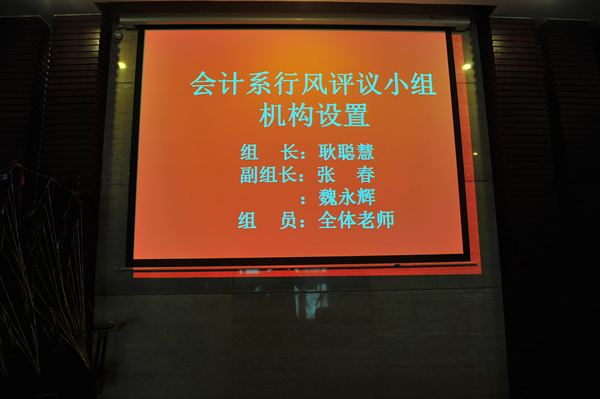 会计系行风评议小组
机构设置
组 长：耿聪慧
副组长：张 春
：魏永辉
组 员：全体老师